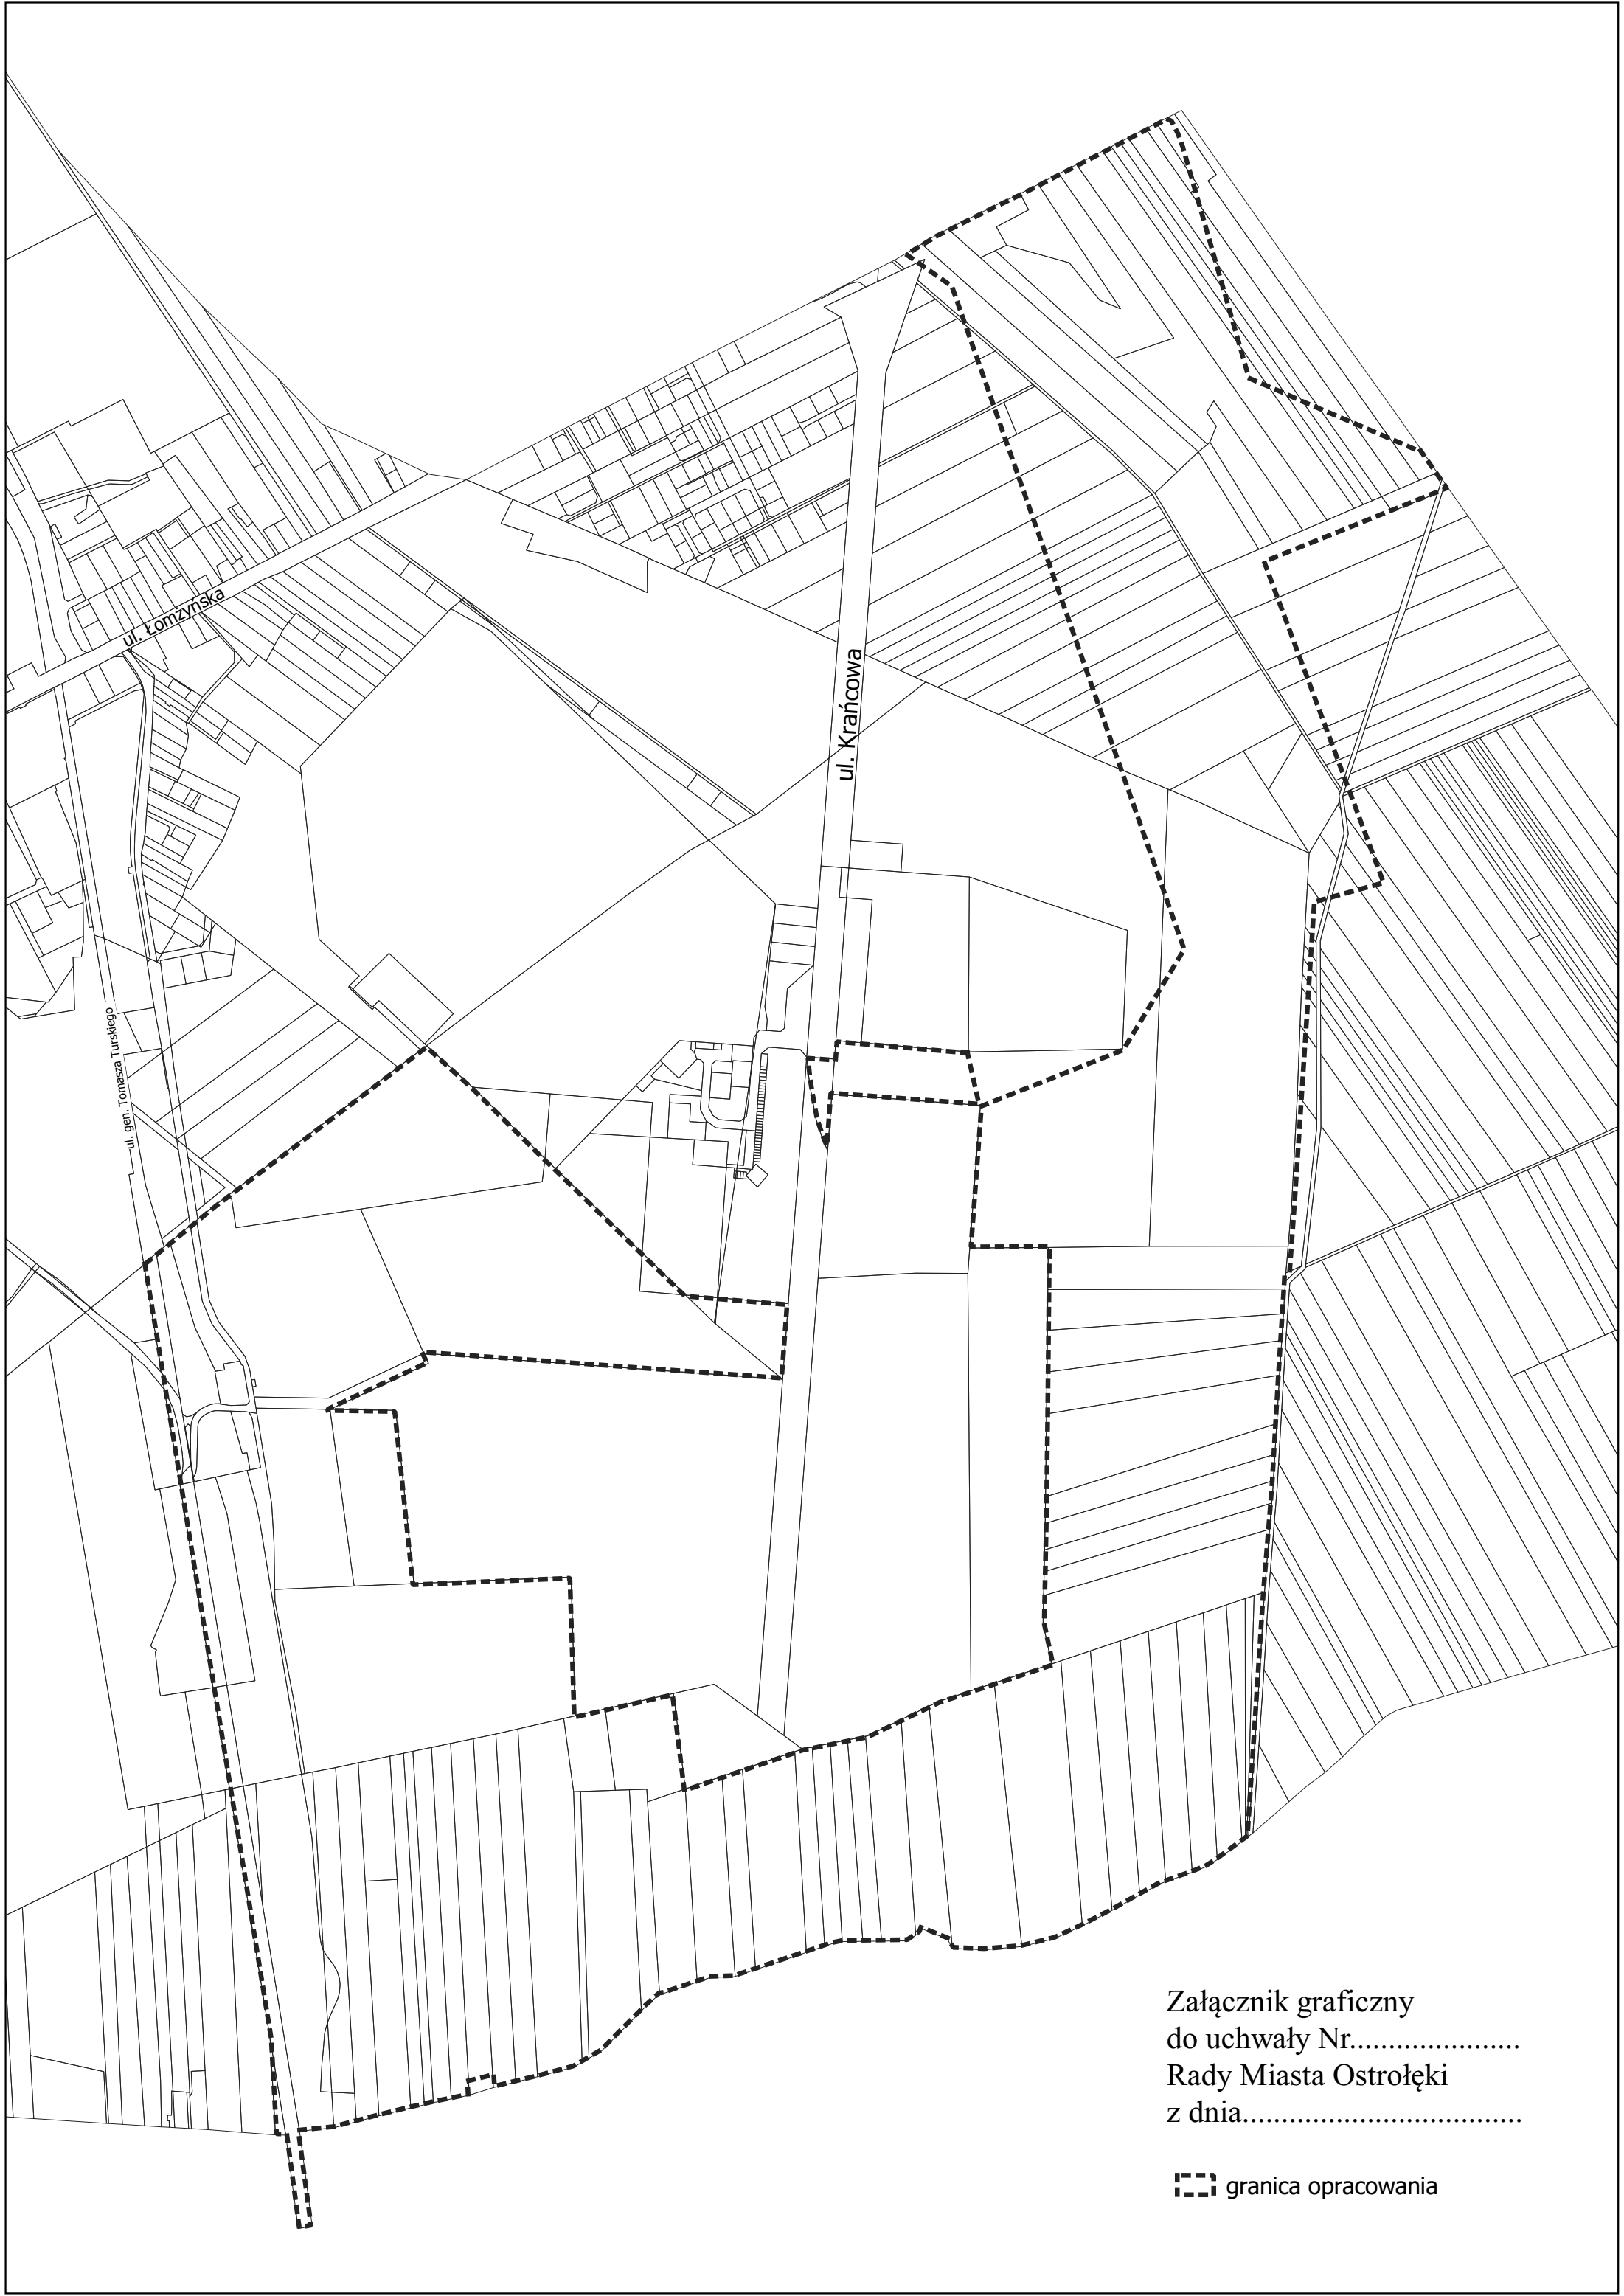 ul. Łomżyńska
ul. Krańcowa
ul. gen. Tomasza Turskiego
Załącznik graficzny
do uchwały Nr......................
Rady Miasta Ostrołęki
z dnia....................................
granica opracowania